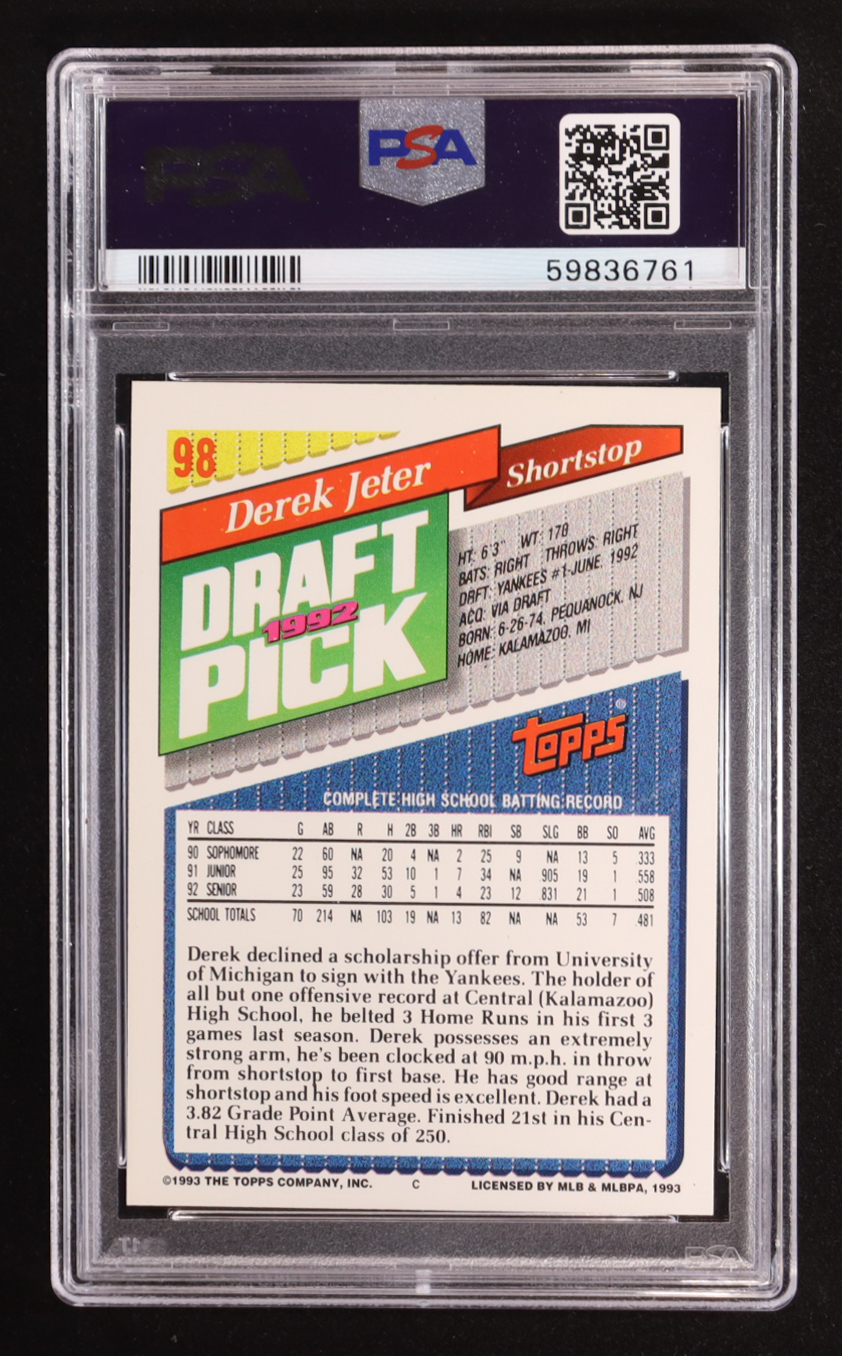 PSA
PSA
59836761
98
Derek Jeter
Shortstop
DRAFT
1992
PICK
HT: 6'3" WT: 178
BATS: RIGHT THROWS: RIGHT
DRFT: YANKEES #1-JUNE, 1992
ACQ: VIA DRAFT
BORN: 6-26-74, PEQUANOCK, NJ
HOME: KALAMAZOO, MI
TOPPS®
COMPLETE HIGH SCHOOL BATTING RECORD
YR CLASS G AB R H 2B 3B HR RBI SB SLG BB SO AVG
90 SOPHOMORE 22 60 NA 20 4 NA 2 25 9 NA 13 5 .333
91 JUNIOR 25 95 32 53 10 1 7 34 NA .905 19 1 .558
92 SENIOR 23 59 28 30 5 1 4 23 12 .831 21 1 .508
SCHOOL TOTALS 70 214 NA 103 19 NA 13 82 NA NA 53 7 .481
Derek declined a scholarship offer from University
of Michigan to sign with the Yankees. The holder of
all but one offensive record at Central (Kalamazoo)
High School, he belted 3 Home Runs in his first 3
games last season. Derek possesses an extremely
strong arm, he's been clocked at 90 m.p.h. in throw
from shortstop to first base. He has good range at
shortstop and his foot speed is excellent. Derek had a
3.82 Grade Point Average. Finished 21st in his Cen-
tral High School class of 250.
©1993 THE TOPPS COMPANY, INC. C LICENSED BY MLB & MLBPA, 1993
PSA